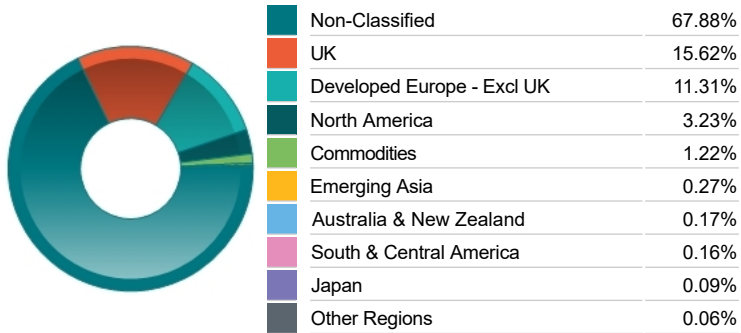 Non-Classified 67.88%
UK 15.62%
Developed Europe - Excl UK 11.31%
North America 3.23%
Commodities 1.22%
Emerging Asia 0.27%
Australia & New Zealand 0.17%
South & Central America 0.16%
Japan 0.09%
Other Regions 0.06%